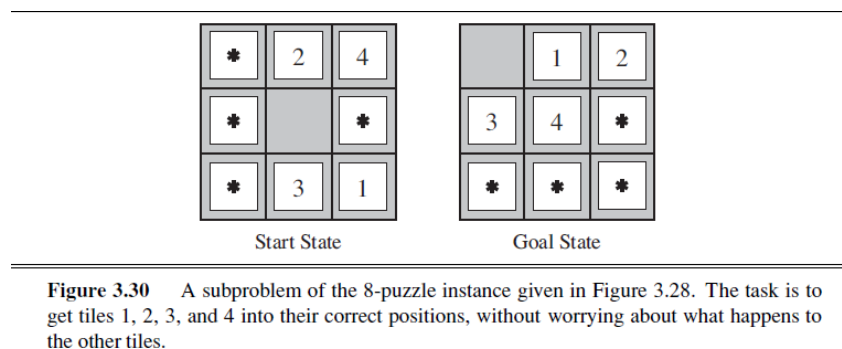 * 2 4
* *
* 3 1
Start State
1 2
3 4 *
* * *
Goal State
Figure 3.30 A subproblem of the 8-puzzle instance given in Figure 3.28. The task is to
get tiles 1, 2, 3, and 4 into their correct positions, without worrying about what happens to
the other tiles.